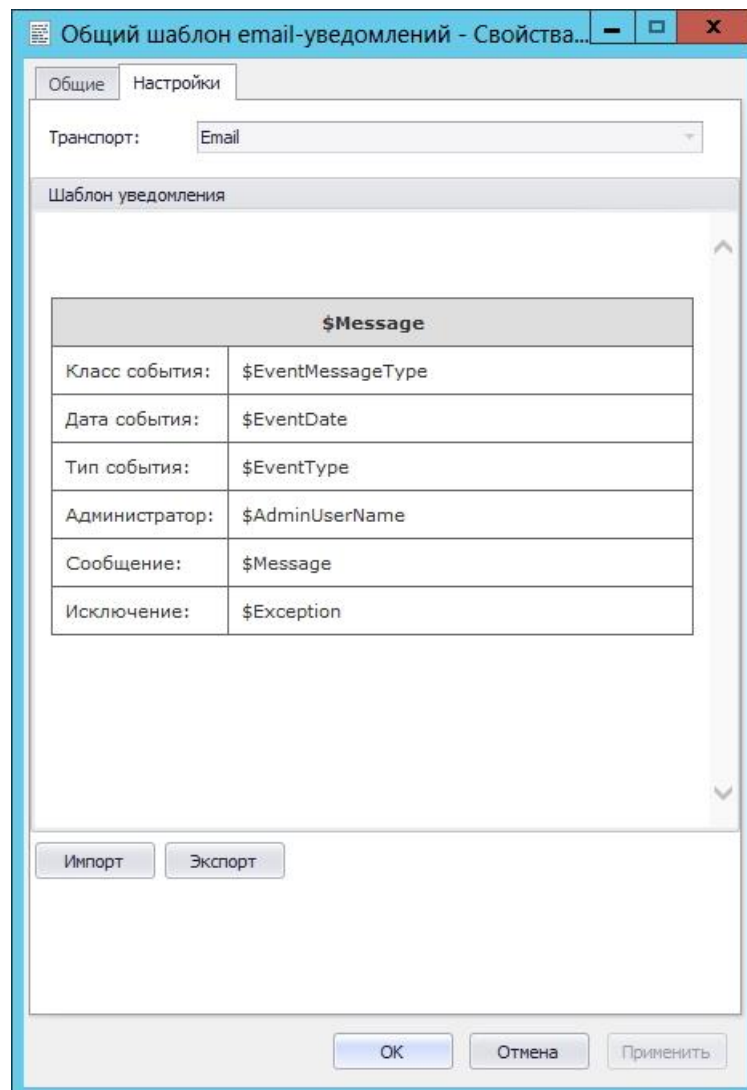 Общий шаблон email-уведомлений - Свойства...
Общие Настройки
Транспорт: Email
Шаблон уведомления
$Message
Класс события: $EventMessageType
Дата события: $EventDate
Тип события: $EventType
Администратор: $AdminUserName
Сообщение: $Message
Исключение: $Exception
Импорт Экспорт
OK Отмена Применить